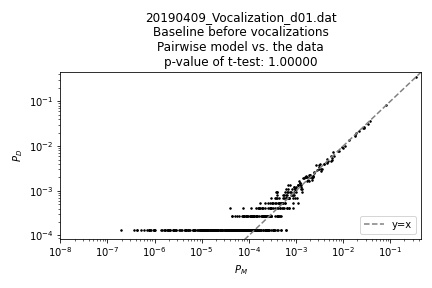 20190409_Vocalization_d01.dat
Baseline before vocalizations
Pairwise model vs. the data
p-value of t-test: 1.00000
P_D
10⁻¹
10⁻²
10⁻³
10⁻⁴
10⁻⁸ 10⁻⁷ 10⁻⁶ 10⁻⁵ 10⁻⁴ 10⁻³ 10⁻² 10⁻¹
P_M
y=x